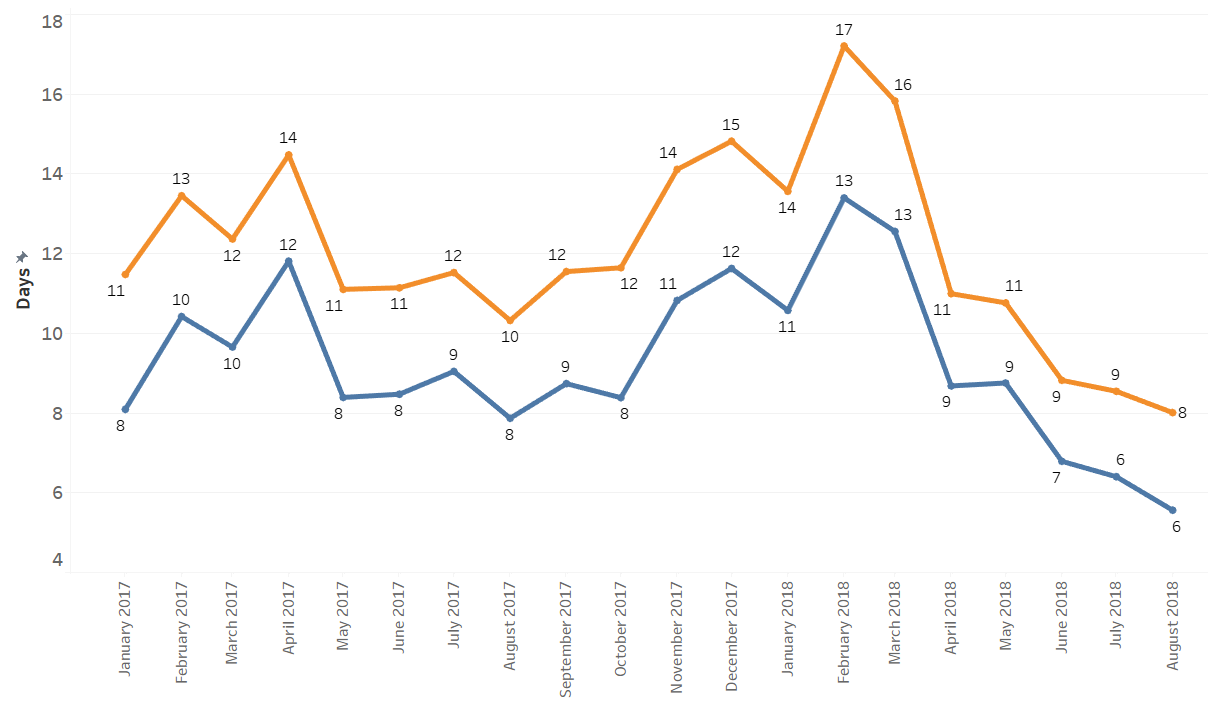 18
17
16
16
15
14
14
14
14
13
13
13
12
12
12
12
12
12
12
11
11
11
11
11
11
11
10
10
10
10
9
9
9
9
9
9
8
8
8
8
8
8
8
7
6
6
6
4
Days
January 2017
February 2017
March 2017
April 2017
May 2017
June 2017
July 2017
August 2017
September 2017
October 2017
November 2017
December 2017
January 2018
February 2018
March 2018
April 2018
May 2018
June 2018
July 2018
August 2018